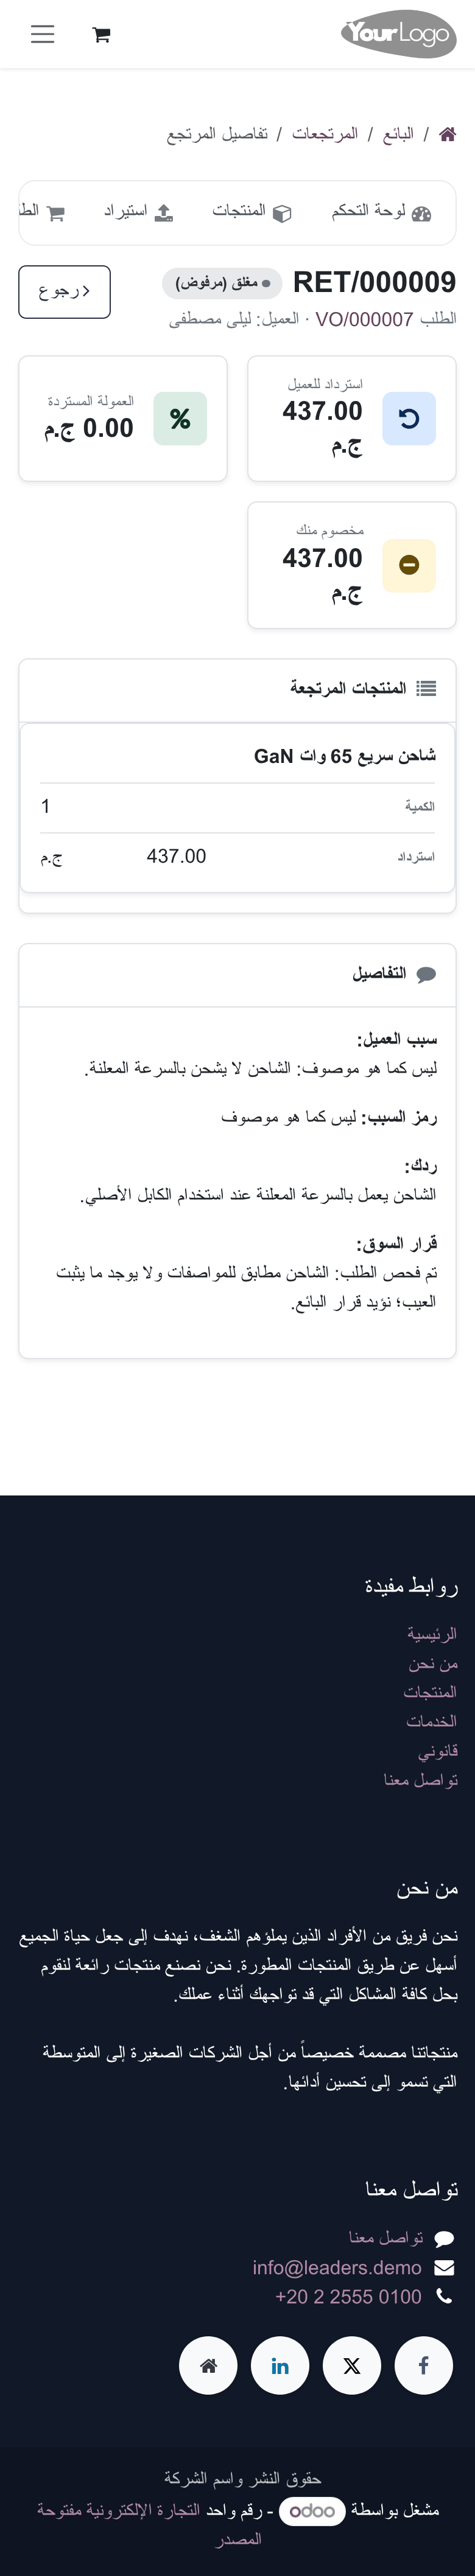 YourLogo
/ البائع / المرتجعات / تفاصيل المرتجع
لوحة التحكم المنتجات استيراد الط
RET/000009 مغلق (مرفوض) رجوع
الطلب VO/000007 · العميل: ليلى مصطفى
استرداد للعميل
437.00
ج.م
العمولة المستردة
0.00 ج.م
مخصوم منك
437.00
ج.م
المنتجات المرتجعة
شاحن سريع 65 وات GaN
الكمية 1
استرداد 437.00 ج.م
التفاصيل
سبب العميل:
ليس كما هو موصوف: الشاحن لا يشحن بالسرعة المعلنة.
رمز السبب: ليس كما هو موصوف
ردك:
الشاحن يعمل بالسرعة المعلنة عند استخدام الكابل الأصلي.
قرار السوق:
تم فحص الطلب: الشاحن مطابق للمواصفات ولا يوجد ما يثبت
العيب؛ نؤيد قرار البائع.
روابط مفيدة
الرئيسية
من نحن
المنتجات
الخدمات
قانوني
تواصل معنا
من نحن
نحن فريق من الأفراد الذين يملؤهم الشغف، نهدف إلى جعل حياة الجميع
أسهل عن طريق المنتجات المطورة. نحن نصنع منتجات رائعة لنقوم
بحل كافة المشاكل التي قد تواجهك أثناء عملك.
منتجاتنا مصممة خصيصاً من أجل الشركات الصغيرة إلى المتوسطة
التي تسمو إلى تحسين أدائها.
تواصل معنا
تواصل معنا
info@leaders.demo
+20 2 2555 0100
حقوق النشر واسم الشركة
مشغل بواسطة odoo - رقم واحد التجارة الإلكترونية مفتوحة
المصدر